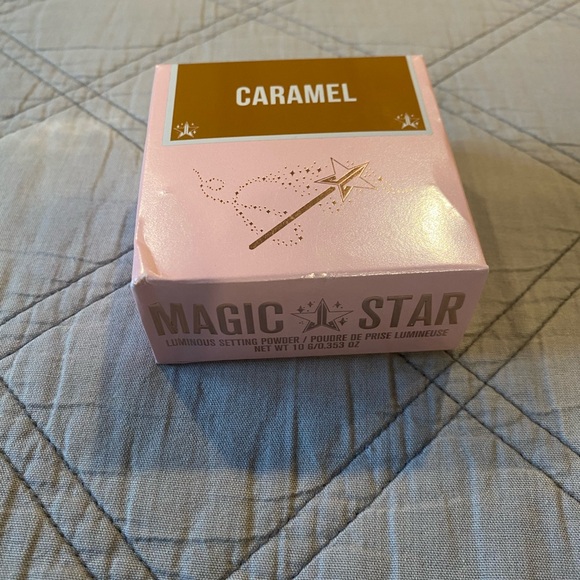 CARAMEL
MAGIC STAR
LUMINOUS SETTING POWDER / POUDRE DE PRISE LUMINEUSE
NET WT 10 G/0.353 OZ